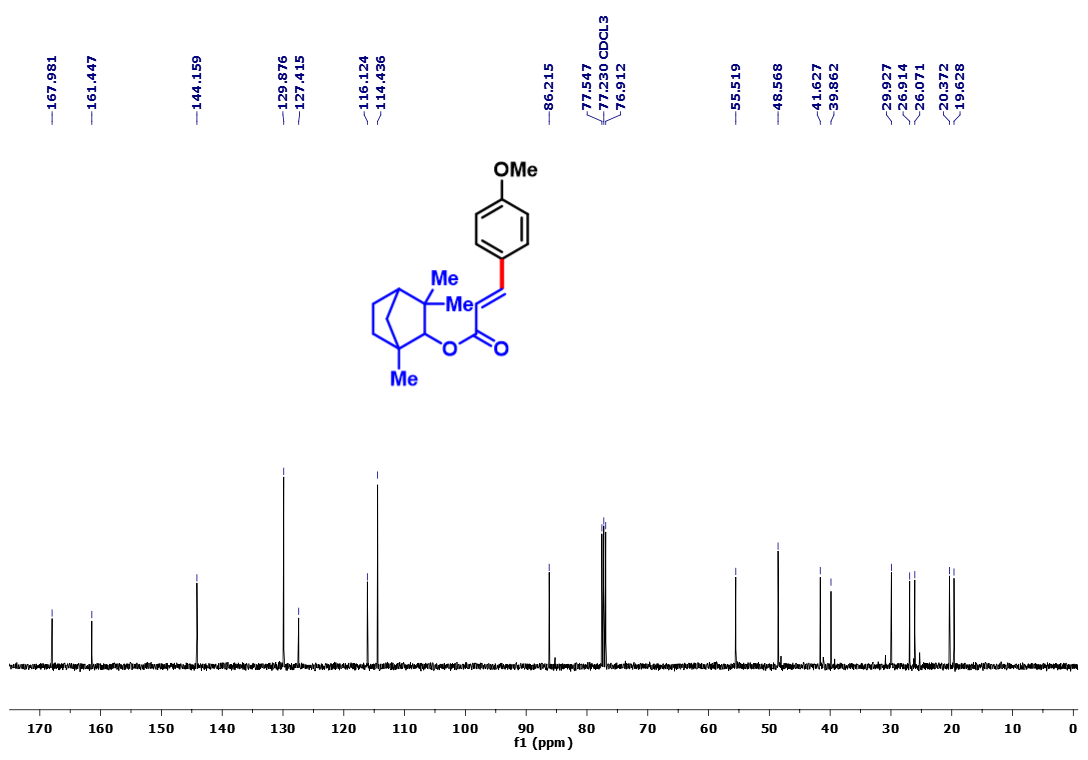 167.981
161.447
144.159
129.876
127.415
116.124
114.436
86.215
77.547
77.230 CDCL3
76.912
55.519
48.568
41.627
39.862
29.927
26.914
26.071
20.372
19.628
OMe
Me
Me
O
O
Me
170 160 150 140 130 120 110 100 90 80 70 60 50 40 30 20 10 0
f1 (ppm)